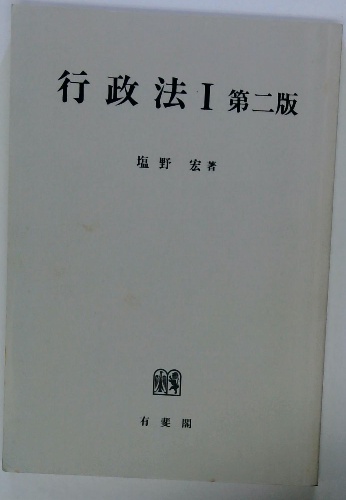 行政法Ⅰ 第二版
塩野 宏 著
有斐閣